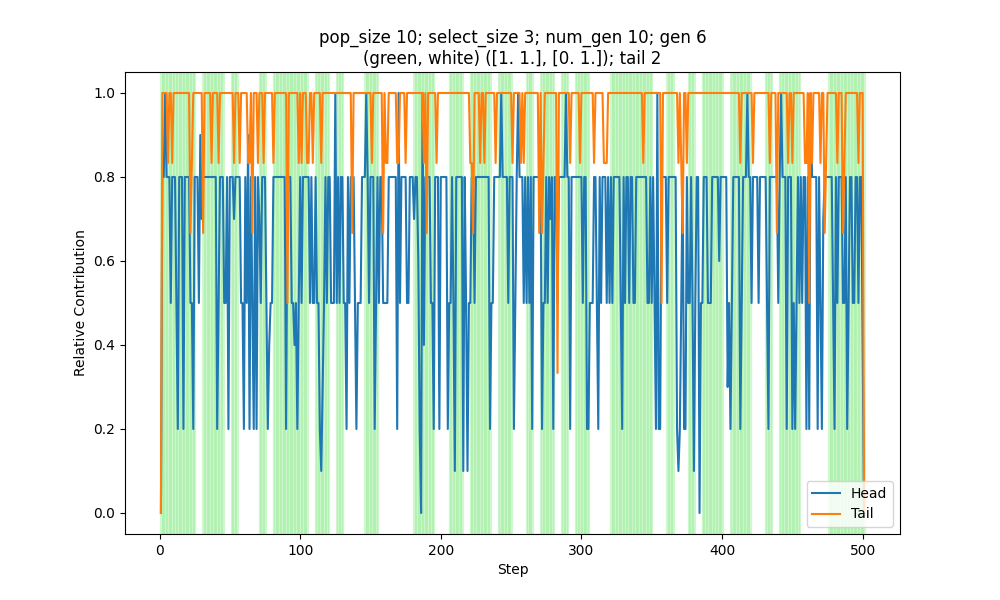 pop_size 10; select_size 3; num_gen 10; gen 6
(green, white) ([1. 1.], [0. 1.]); tail 2
1.0
0.8
0.6
0.4
0.2
0.0
Relative Contribution
Head
Tail
0 100 200 300 400 500
Step